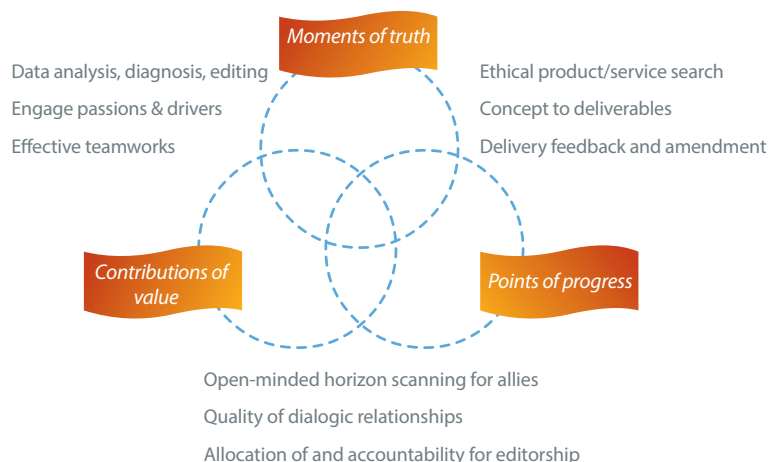 Moments of truth
Data analysis, diagnosis, editing
Engage passions & drivers
Effective teamworks
Ethical product/service search
Concept to deliverables
Delivery feedback and amendment
Contributions of
value
Points of progress
Open-minded horizon scanning for allies
Quality of dialogic relationships
Allocation of and accountability for editorship